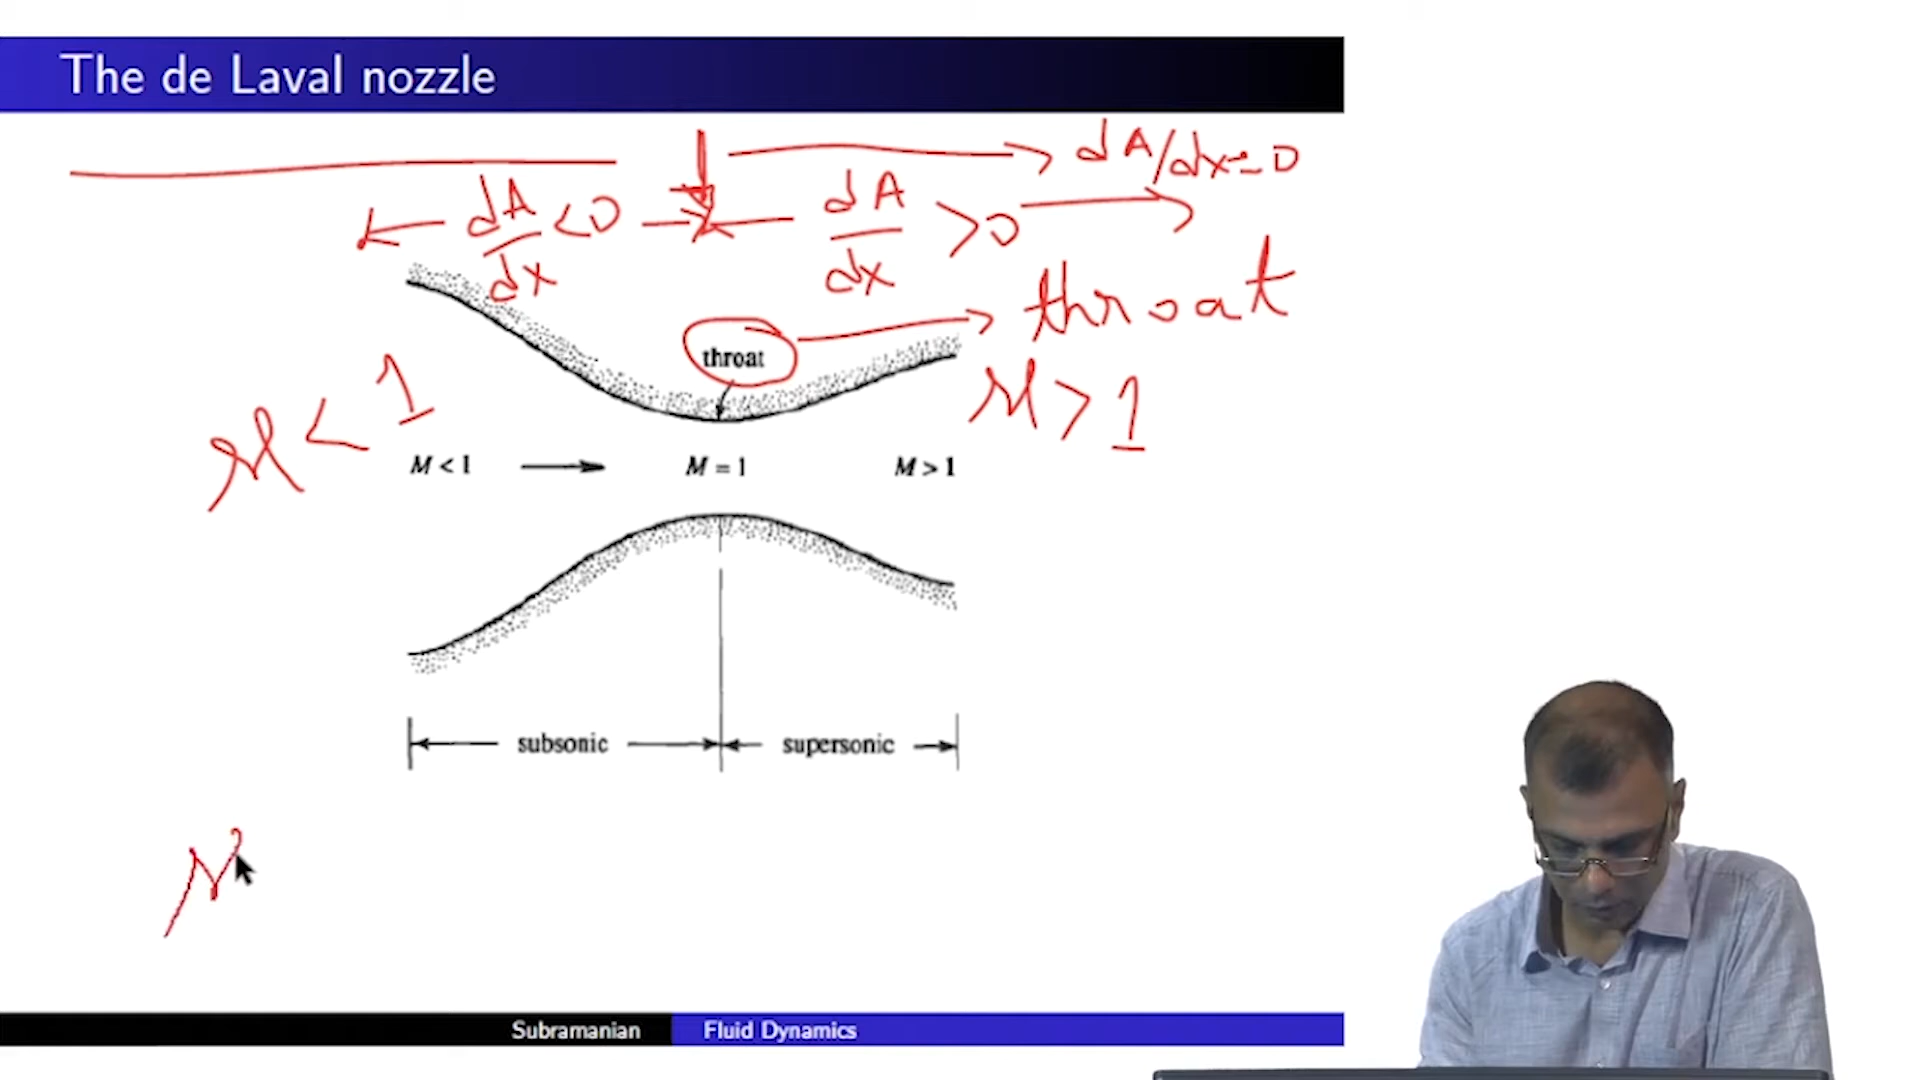 The de Laval nozzle
dA/dx=0
dA/dx <0
dA/dx >0
throat
throat
M < 1
M > 1
M < 1
M = 1
M > 1
subsonic
supersonic
M
Subramanian
Fluid Dynamics